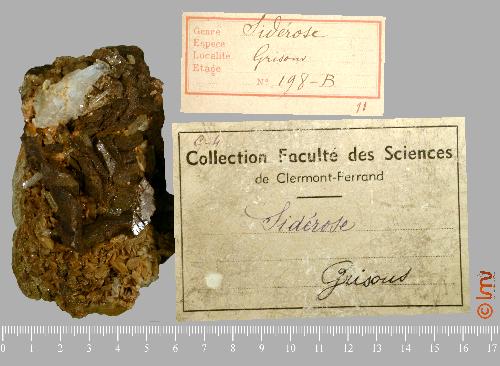 Genre Sidérose
Espèce
Localité Grisons
Etage
N° 198-B
11
C-4
Collection Faculté des Sciences
de Clermont-Ferrand
Sidérose
Grisons
© lmv
0 1 2 3 4 5 6 7 8 9 10 11 12 13 14 15 16 17